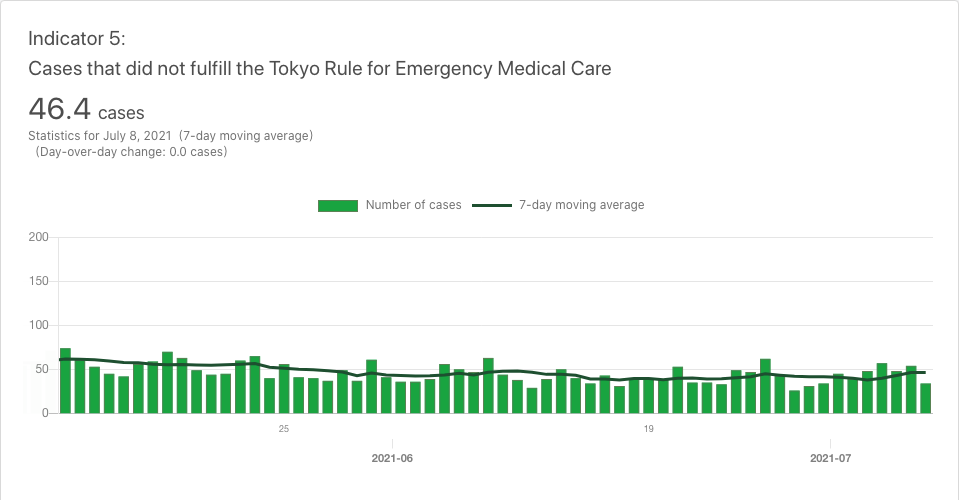 Indicator 5:
Cases that did not fulfill the Tokyo Rule for Emergency Medical Care
46.4 cases
Statistics for July 8, 2021 (7-day moving average)
(Day-over-day change: 0.0 cases)
Number of cases 7-day moving average
200
150
100
50
0
25 19
2021-06 2021-07